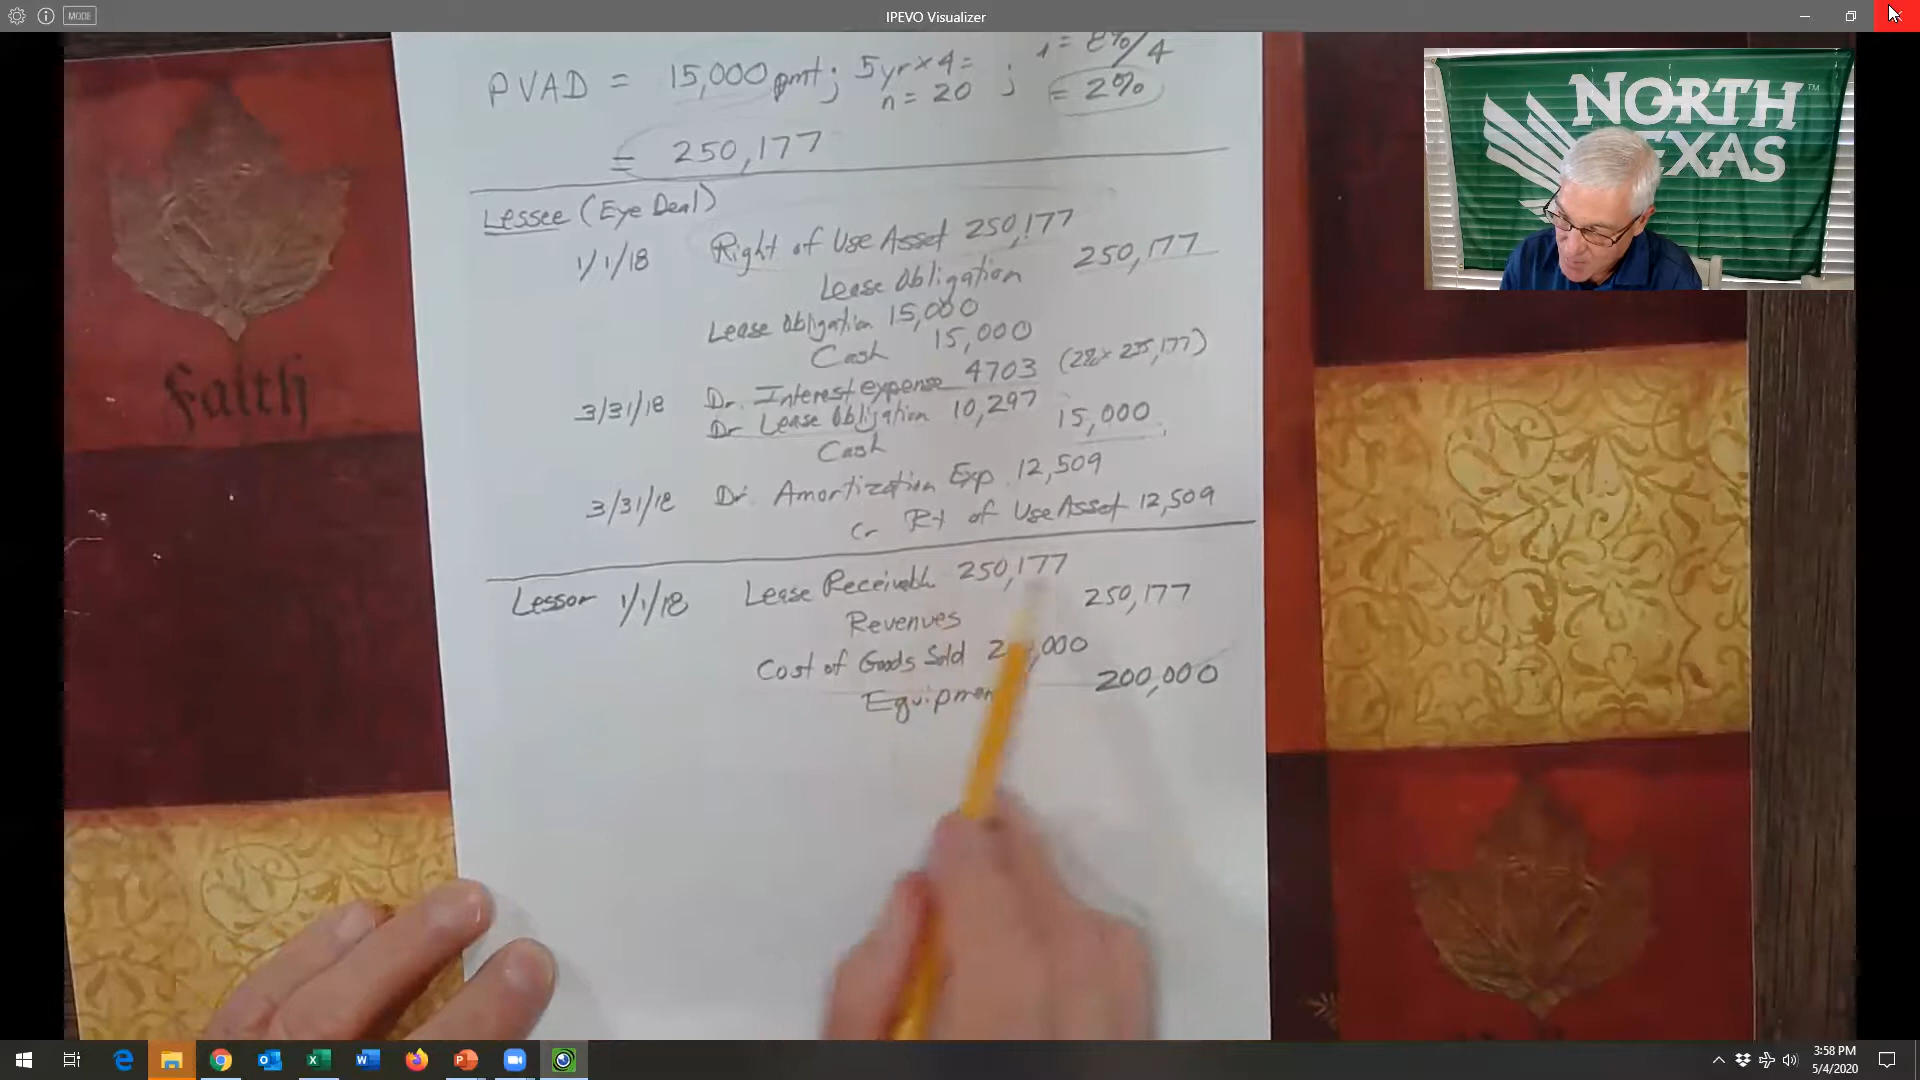 MODE
IPEVO Visualizer
i = 8%/4
PVAD = 15,000 pmt; 5yr x 4 = ;
n = 20
= 2%
= 250,177
Lessee (Eye Deal)
1/1/18 Right of Use Asset 250,177
Lease Obligation 250,177
Lease Obligation 15,000
Cash 15,000
3/31/18 Dr. Interest expense 4703 (2% x 235,177)
Dr Lease Obligation 10,297
Cash 15,000
3/31/18 Dr. Amortization Exp. 12,509
Cr Rt of Use Asset 12,509
Lessor 1/1/18 Lease Receivable 250,177
Revenues 250,177
Cost of Goods Sold
Equipment 200,000
Faith
NORTH
TEXAS
TM
3:58 PM
5/4/2020